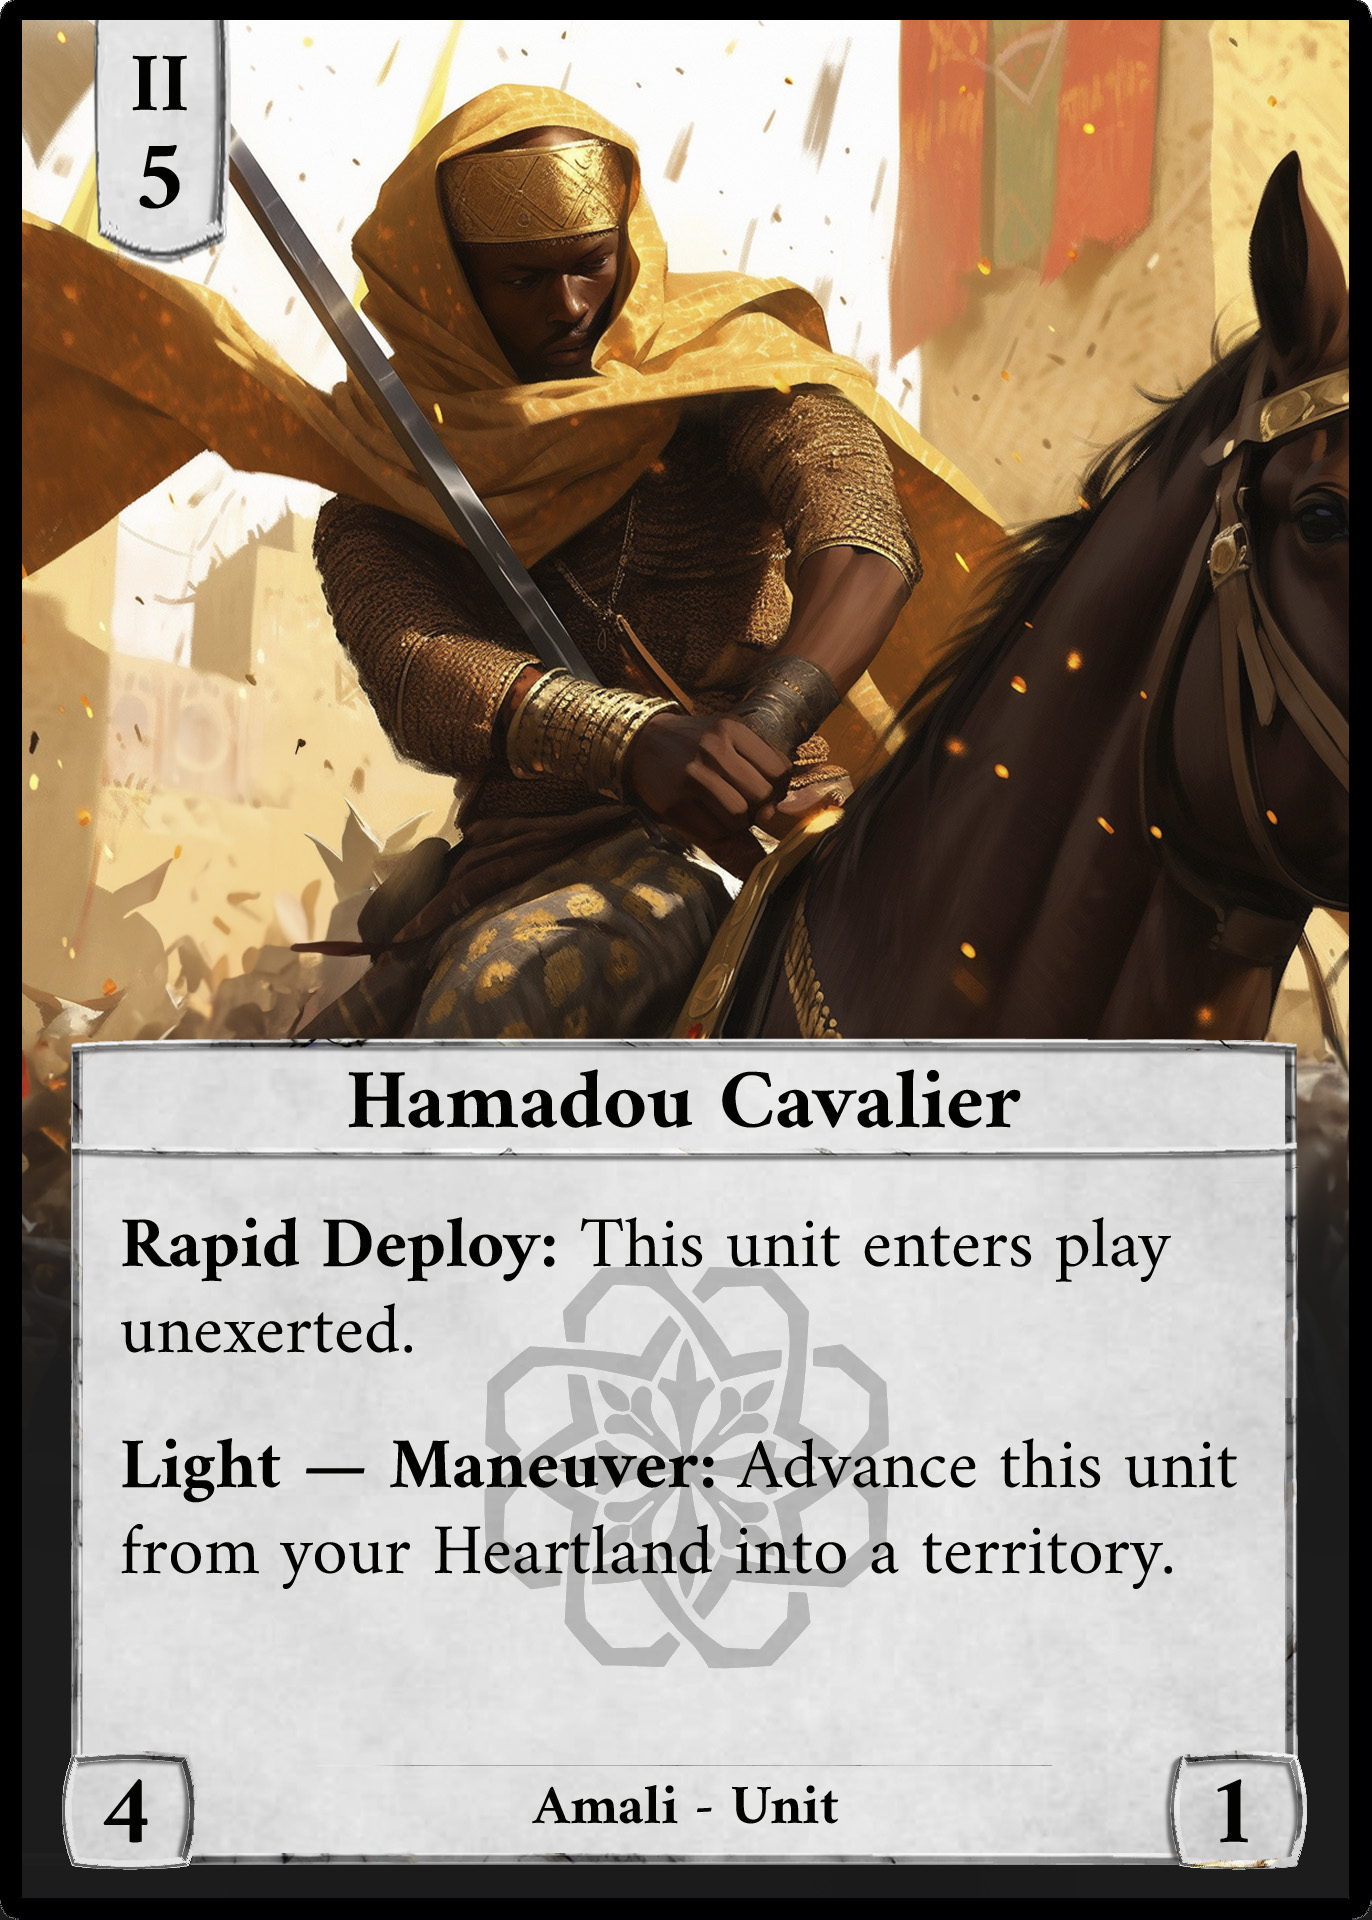 II
5
Hamadou Cavalier
Rapid Deploy: This unit enters play
unexerted.
Light — Maneuver: Advance this unit
from your Heartland into a territory.
4
Amali - Unit
1